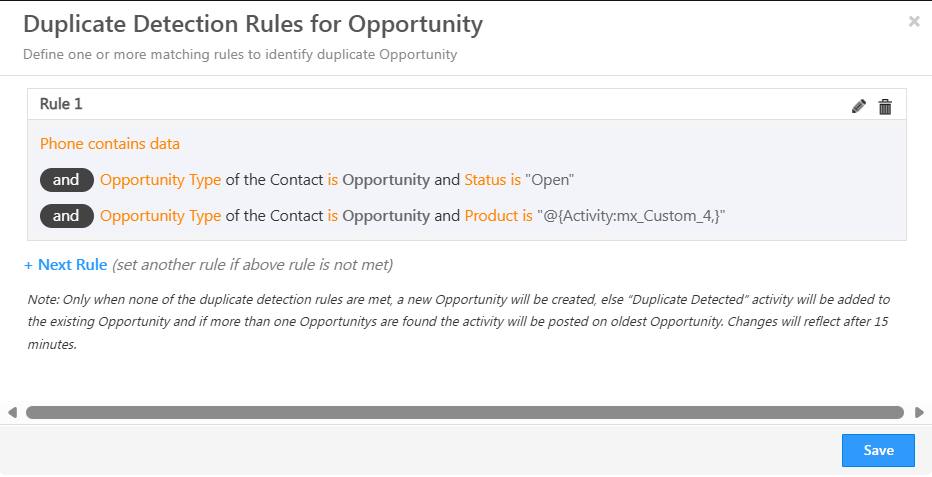 Duplicate Detection Rules for Opportunity
Define one or more matching rules to identify duplicate Opportunity
Rule 1
Phone contains data
and Opportunity Type of the Contact is Opportunity and Status is "Open"
and Opportunity Type of the Contact is Opportunity and Product is "@{Activity:mx_Custom_4,}"
+ Next Rule (set another rule if above rule is not met)
Note: Only when none of the duplicate detection rules are met, a new Opportunity will be created, else "Duplicate Detected" activity will be added to
the existing Opportunity and if more than one Opportunitys are found the activity will be posted on oldest Opportunity. Changes will reflect after 15
minutes.
Save